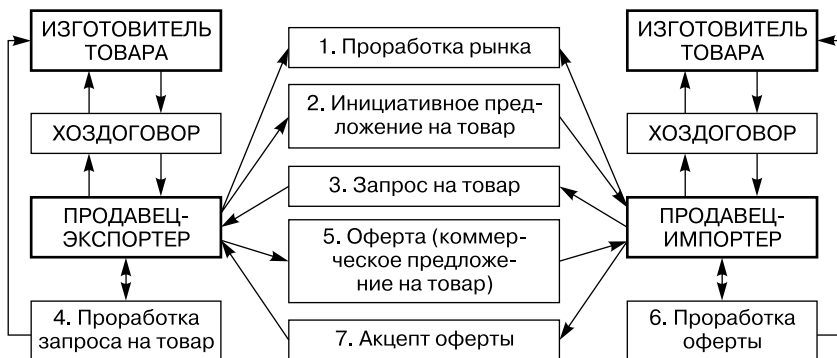 ИЗГОТОВИТЕЛЬ
ТОВАРА
ХОЗДОГОВОР
ПРОДАВЕЦ-
ЭКСПОРТЕР
4. Проработка
запроса на товар
1. Проработка рынка
2. Инициативное пред-
ложение на товар
3. Запрос на товар
5. Оферта (коммер-
ческое предложе-
ние на товар)
7. Акцепт оферты
ИЗГОТОВИТЕЛЬ
ТОВАРА
ХОЗДОГОВОР
ПРОДАВЕЦ-
ИМПОРТЕР
6. Проработка
оферты